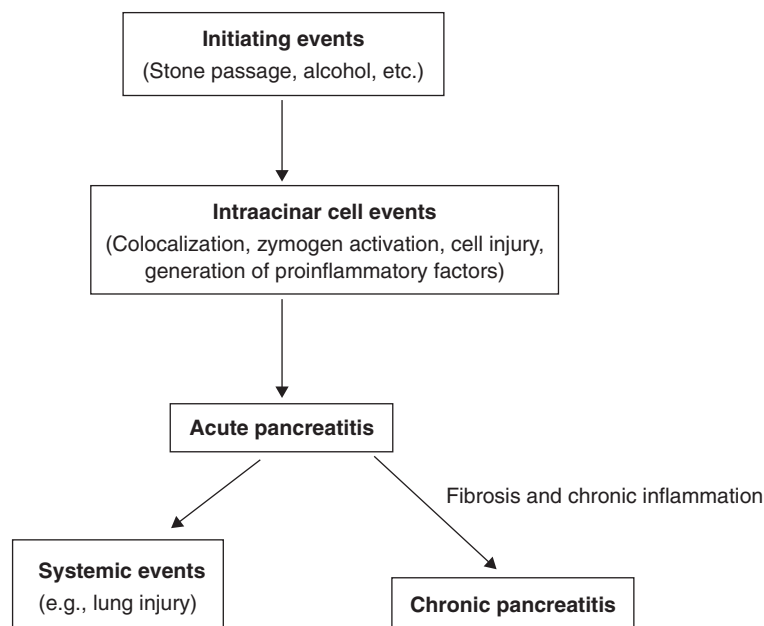 Initiating events
(Stone passage, alcohol, etc.)
Intraacinar cell events
(Colocalization, zymogen activation, cell injury,
generation of proinflammatory factors)
Acute pancreatitis
Fibrosis and chronic inflammation
Systemic events
(e.g., lung injury)
Chronic pancreatitis